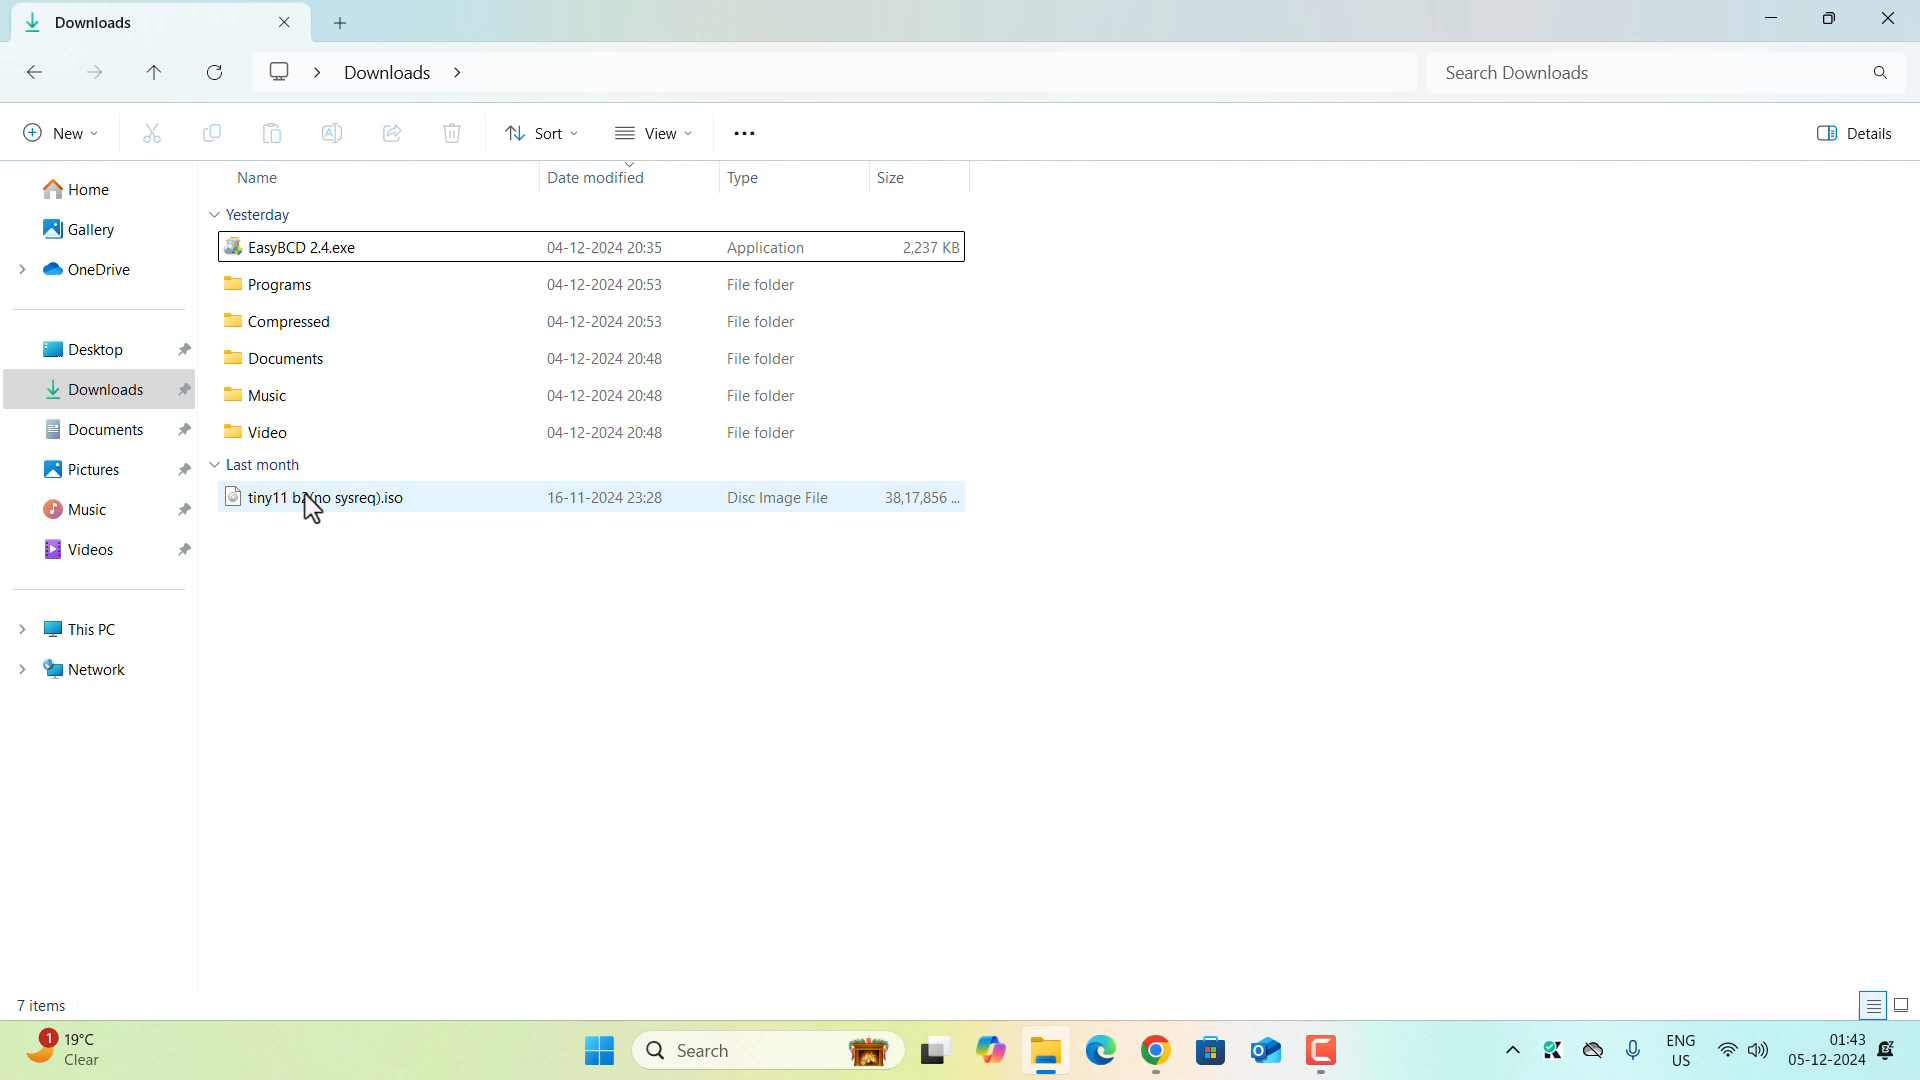 Downloads
Downloads
Search Downloads
New
Sort
View
Details
Name Date modified Type Size
Home
Gallery
OneDrive
Desktop
Downloads
Documents
Pictures
Music
Videos
This PC
Network
Yesterday
EasyBCD 2.4.exe 04-12-2024 20:35 Application 2,237 KB
Programs 04-12-2024 20:53 File folder
Compressed 04-12-2024 20:53 File folder
Documents 04-12-2024 20:48 File folder
Music 04-12-2024 20:48 File folder
Video 04-12-2024 20:48 File folder
Last month
tiny11 (no sysreq).iso 16-11-2024 23:28 Disc Image File 38,17,856 ...
7 items
1
19°C
Clear
Search
ENG
US
01:43
05-12-2024